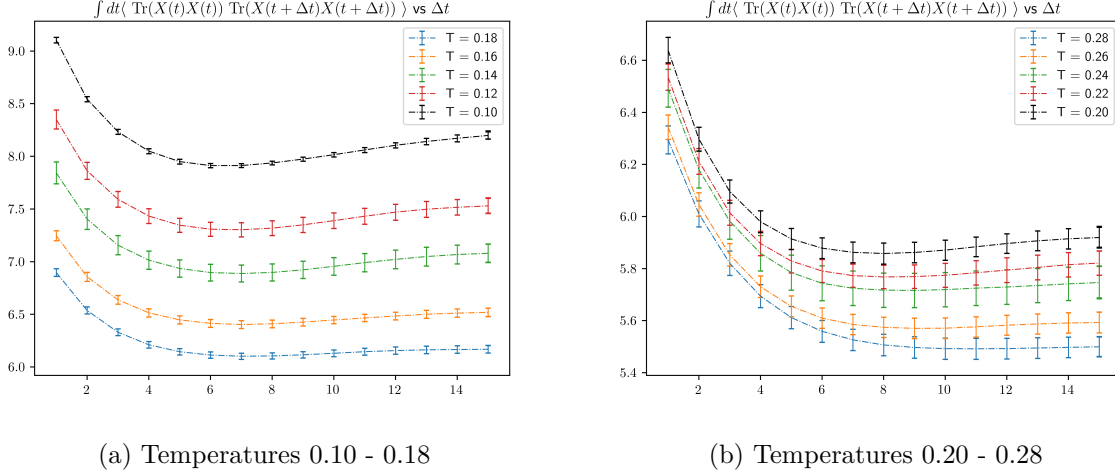 ∫ dt⟨ Tr(X(t)X(t)) Tr(X(t + Δt)X(t + Δt)) ⟩ vs Δt
9.0
8.5
8.0
7.5
7.0
6.5
6.0
2 4 6 8 10 12 14
T = 0.18
T = 0.16
T = 0.14
T = 0.12
T = 0.10
(a) Temperatures 0.10 - 0.18
∫ dt⟨ Tr(X(t)X(t)) Tr(X(t + Δt)X(t + Δt)) ⟩ vs Δt
6.6
6.4
6.2
6.0
5.8
5.6
5.4
2 4 6 8 10 12 14
T = 0.28
T = 0.26
T = 0.24
T = 0.22
T = 0.20
(b) Temperatures 0.20 - 0.28